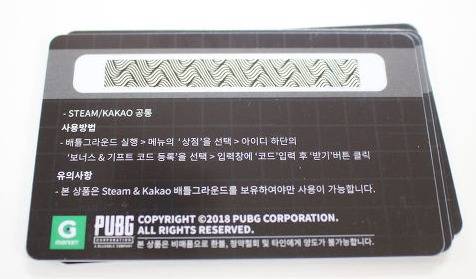 - STEAM/KAKAO 공통
사용방법
- 배틀그라운드 실행 > 메뉴의 '상점'을 선택 > 아이디 하단의
'보너스 & 기프트 코드 등록'을 선택 > 입력창에 '코드'입력 후 '받기'버튼 클릭
유의사항
- 본 상품은 Steam & Kakao 배틀그라운드를 보유하여야만 사용이 가능합니다.
G
market
PUBG
CORPORATION
A BLUEHOLE COMPANY
COPYRIGHT ©2018 PUBG CORPORATION.
ALL RIGHTS RESERVED.
본 상품은 비매품으로 환불, 청약철회 및 타인에게 양도가 불가능합니다.